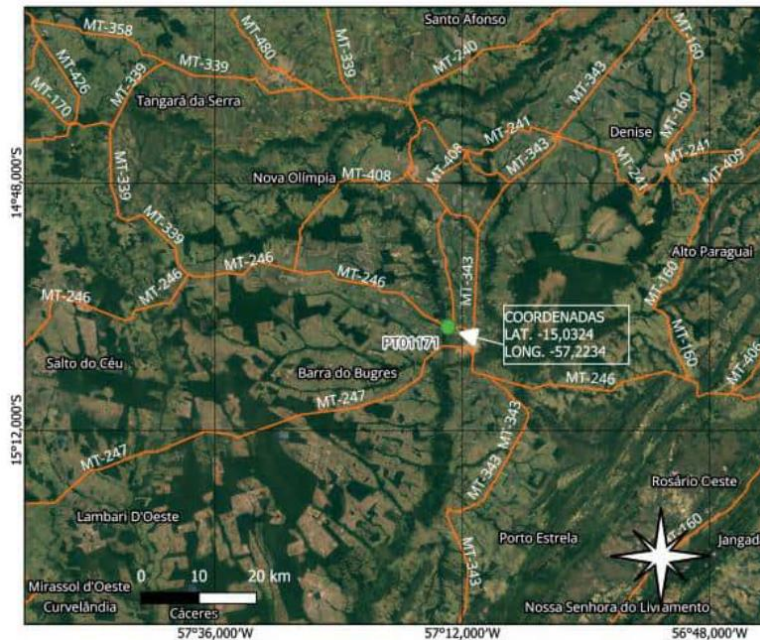 Santo Afonso
MT-358
MT-480
MT-339
MT-339
MT-240
MT-160
MT-426
MT-339
MT-343
MT-170
Tangará da Serra
MT-241
Denise
MT-160
MT-408
MT-343
MT-241
MT-409
14°48,000'S
Nova Olímpia
MT-408
MT-241
MT-339
MT-339
Alto Paraguai
MT-246
MT-246
MT-343
MT-160
MT-246
MT-246
COORDENADAS
LAT. -15,0324
LONG. -57,2234
PT01171
Salto do Céu
Barra do Bugres
MT-246
MT-160
MT-406
MT-247
MT-343
15°12,000'S
MT-247
MT-343
Rosário Oeste
Lambari D'Oeste
Porto Estrela
MT-160
Jangad
MT-343
Mirassol d'Oeste
0 10 20 km
Curvelândia
Cáceres
Nossa Senhora do Livramento
57°36,000'W
57°12,000'W
56°48,000'W